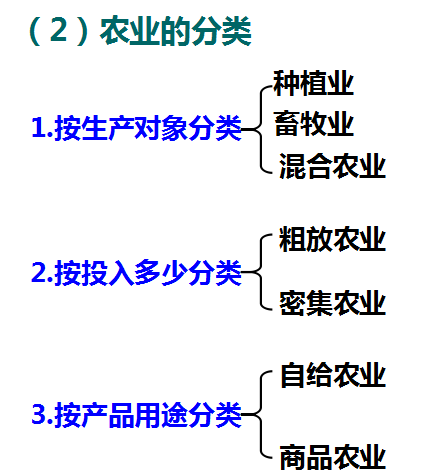 （2）农业的分类
种植业
1.按生产对象分类
畜牧业
混合农业
粗放农业
2.按投入多少分类
密集农业
自给农业
3.按产品用途分类
商品农业